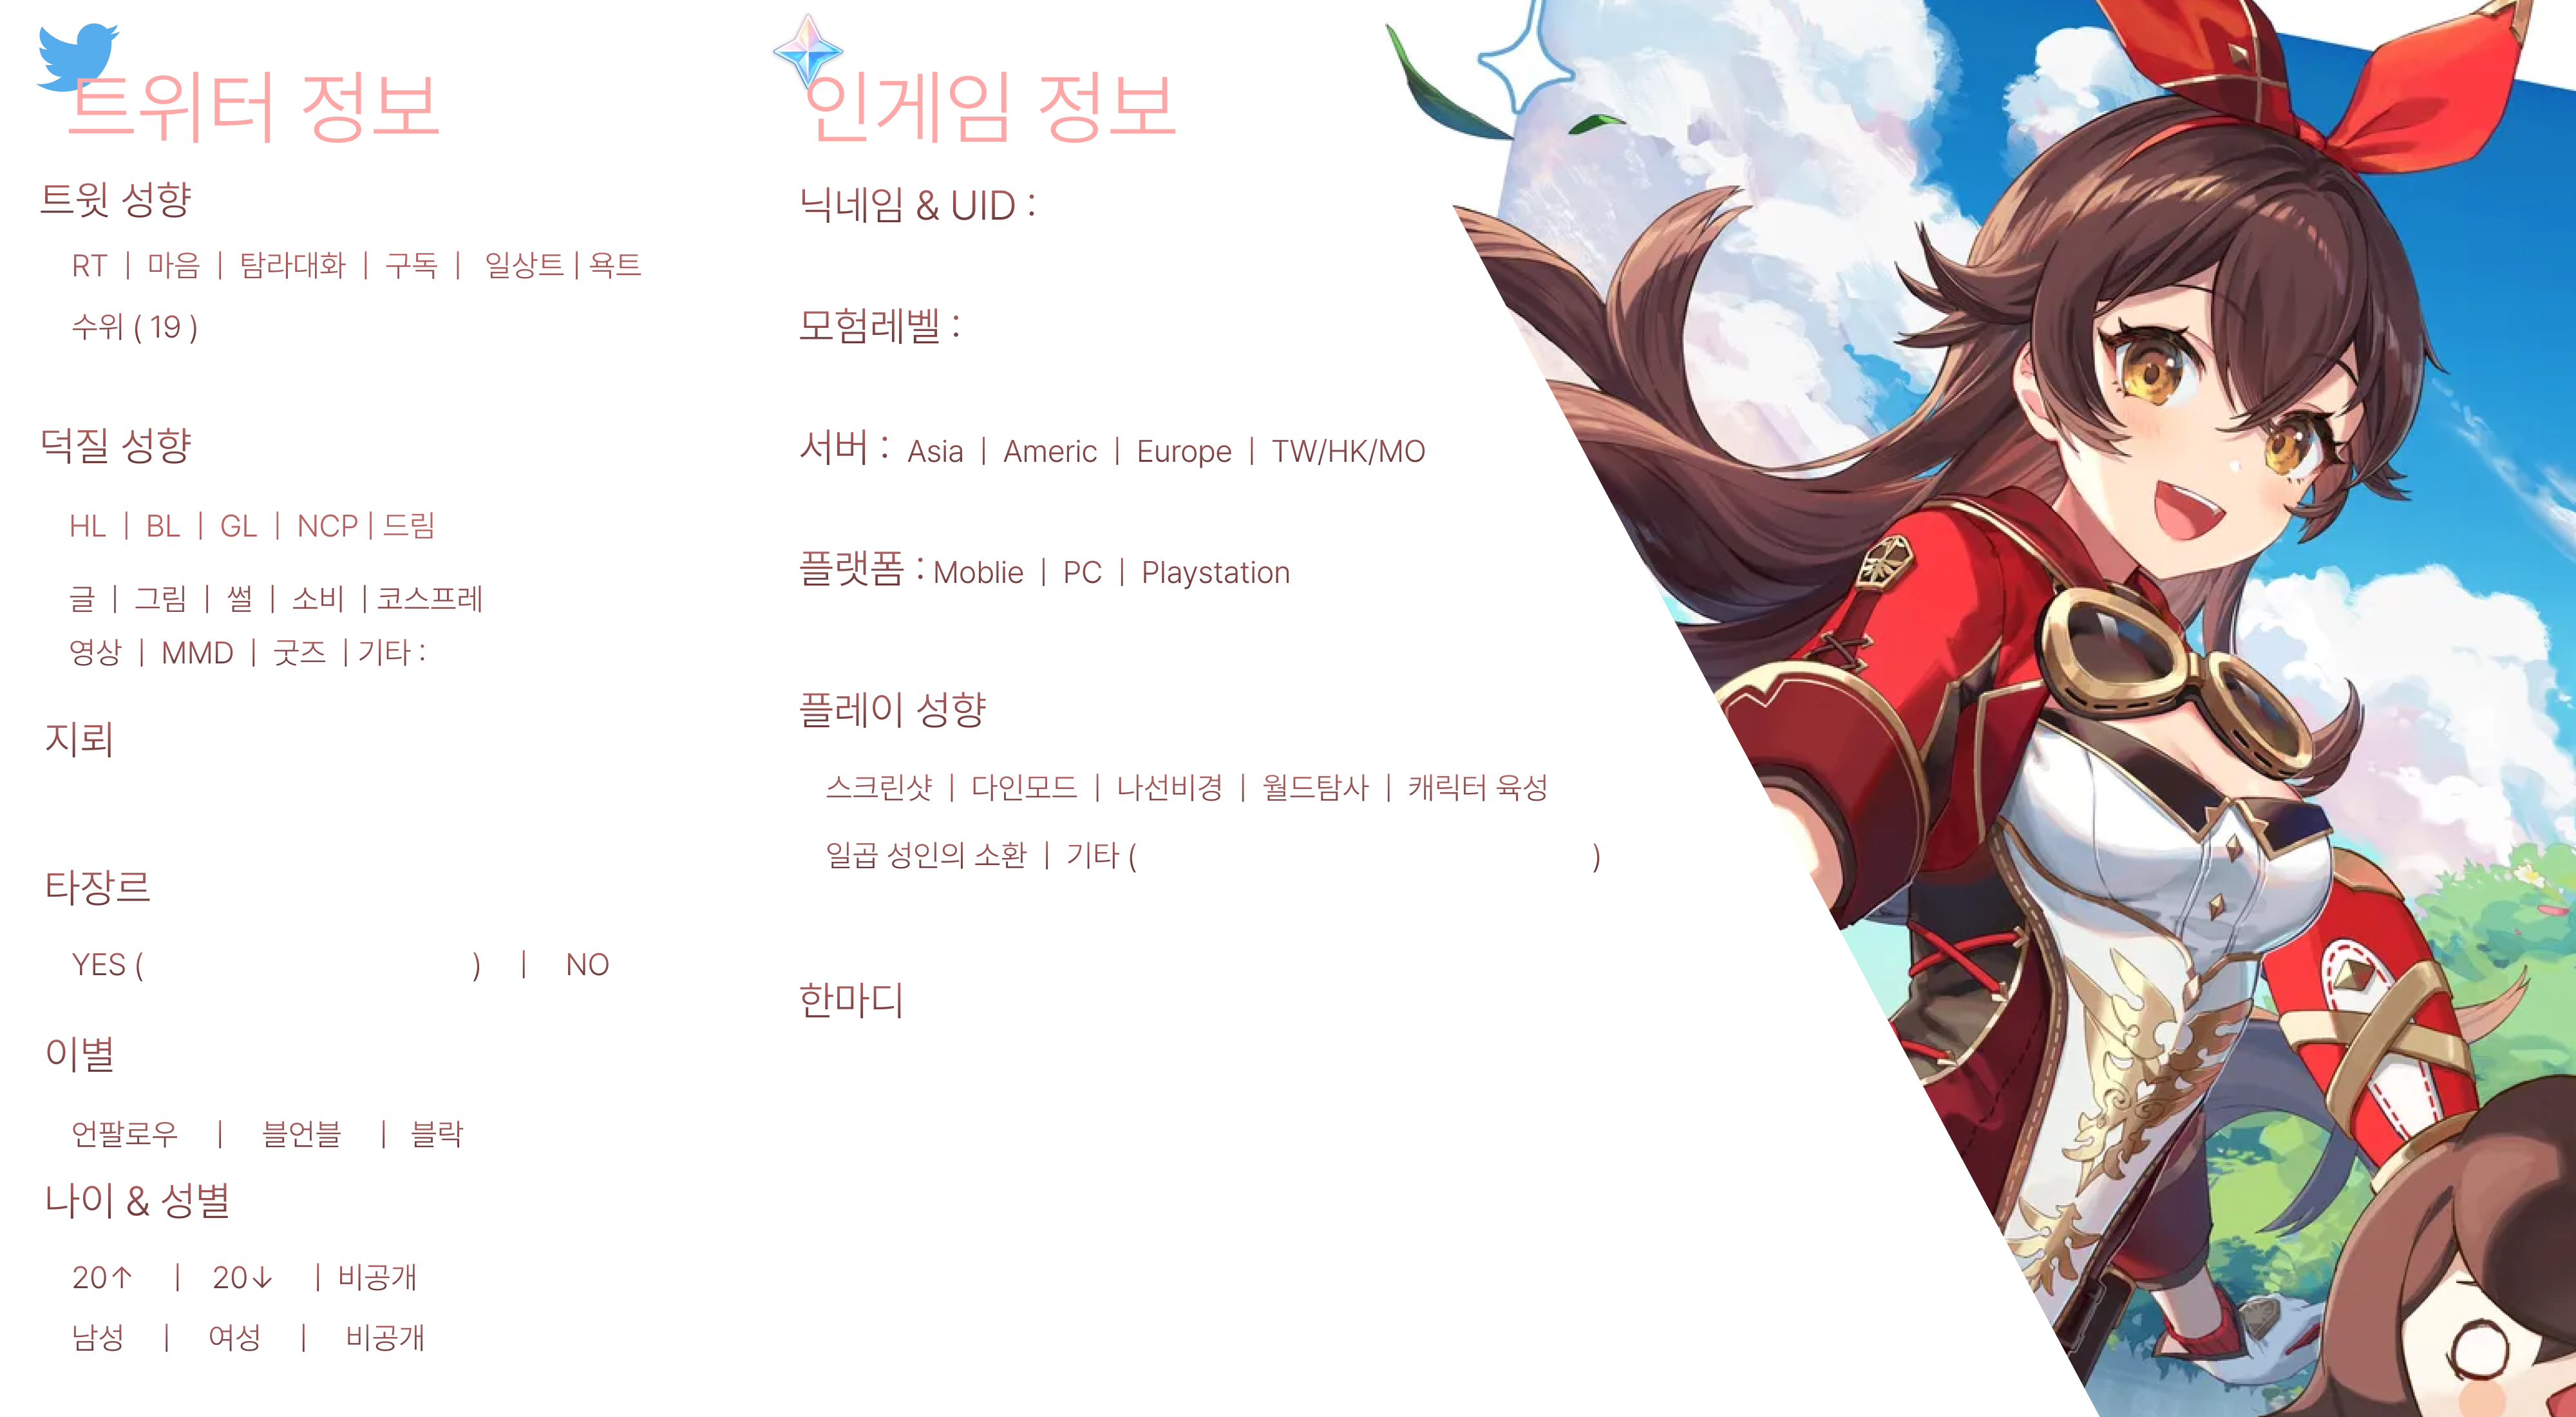 트위터 정보
트윗 성향
RT | 마음 | 탐라대화 | 구독 | 일상트 | 욕트
수위 ( 19 )
덕질 성향
HL | BL | GL | NCP | 드림
글 | 그림 | 썰 | 소비 | 코스프레
영상 | MMD | 굿즈 | 기타 :
지뢰
타장르
YES ( ) | NO
이별
언팔로우 | 블언블 | 블락
나이 & 성별
20↑ | 20↓ | 비공개
남성 | 여성 | 비공개
인게임 정보
닉네임 & UID :
모험레벨 :
서버 : Asia | Americ | Europe | TW/HK/MO
플랫폼 : Moblie | PC | Playstation
플레이 성향
스크린샷 | 다인모드 | 나선비경 | 월드탐사 | 캐릭터 육성
일곱 성인의 소환 | 기타 ( )
한마디